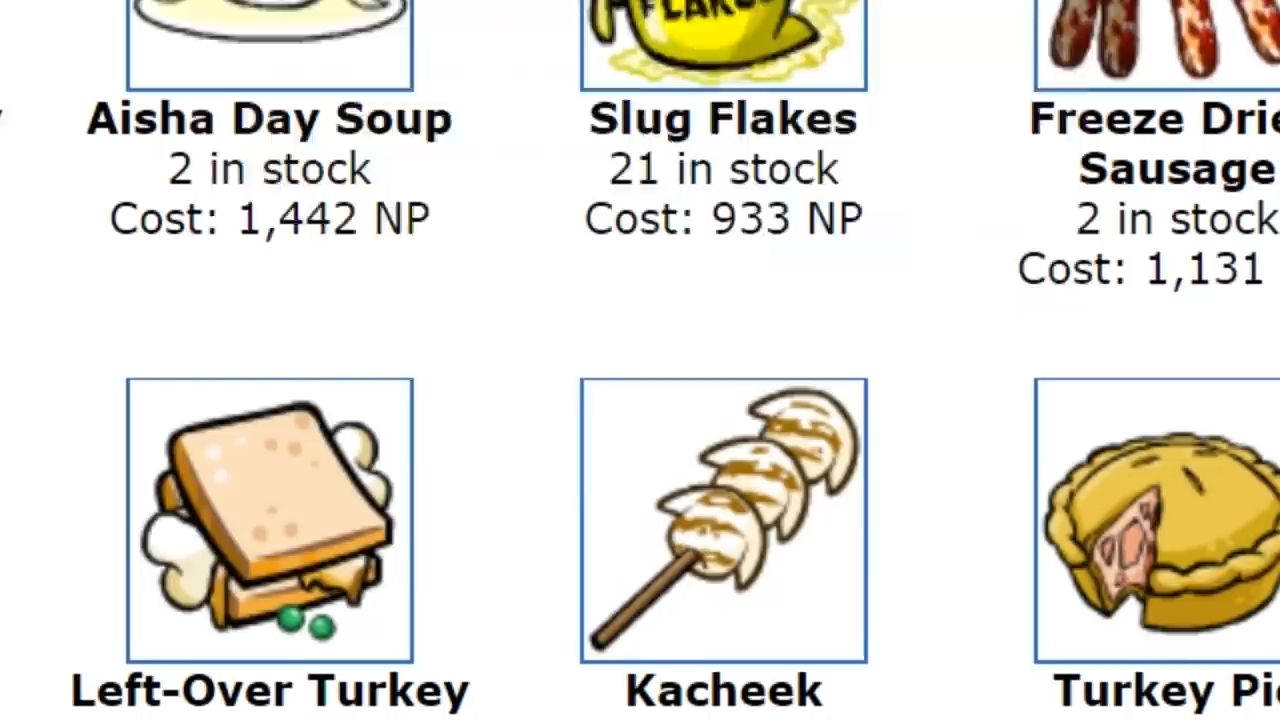 FLAKES
Aisha Day Soup
2 in stock
Cost: 1,442 NP
Slug Flakes
21 in stock
Cost: 933 NP
Freeze Drie
Sausage
2 in stock
Cost: 1,131
Left-Over Turkey
Kacheek
Turkey Pie